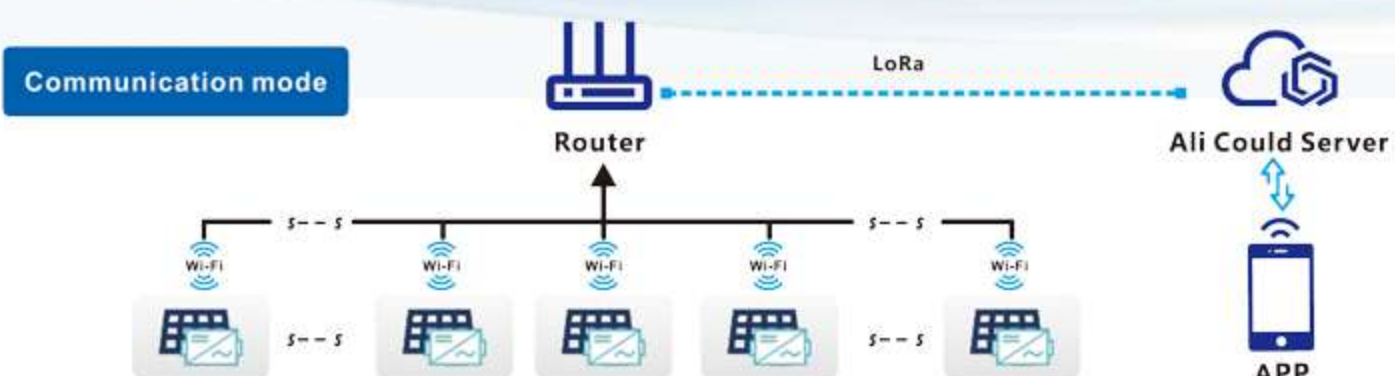 Communication mode
LoRa
Router
Ali Could Server
s-- s
s-- s
Wi-Fi
Wi-Fi
Wi-Fi
Wi-Fi
Wi-Fi
s-- s
s-- s
APP